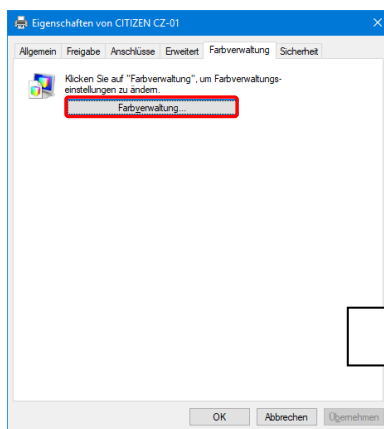 Eigenschaften von CITIZEN CZ-01
Allgemein Freigabe Anschlüsse Erweitert Farbverwaltung Sicherheit
Klicken Sie auf "Farbverwaltung", um Farbverwaltungs-
einstellungen zu ändern.
Farbverwaltung...
OK Abbrechen Übernehmen